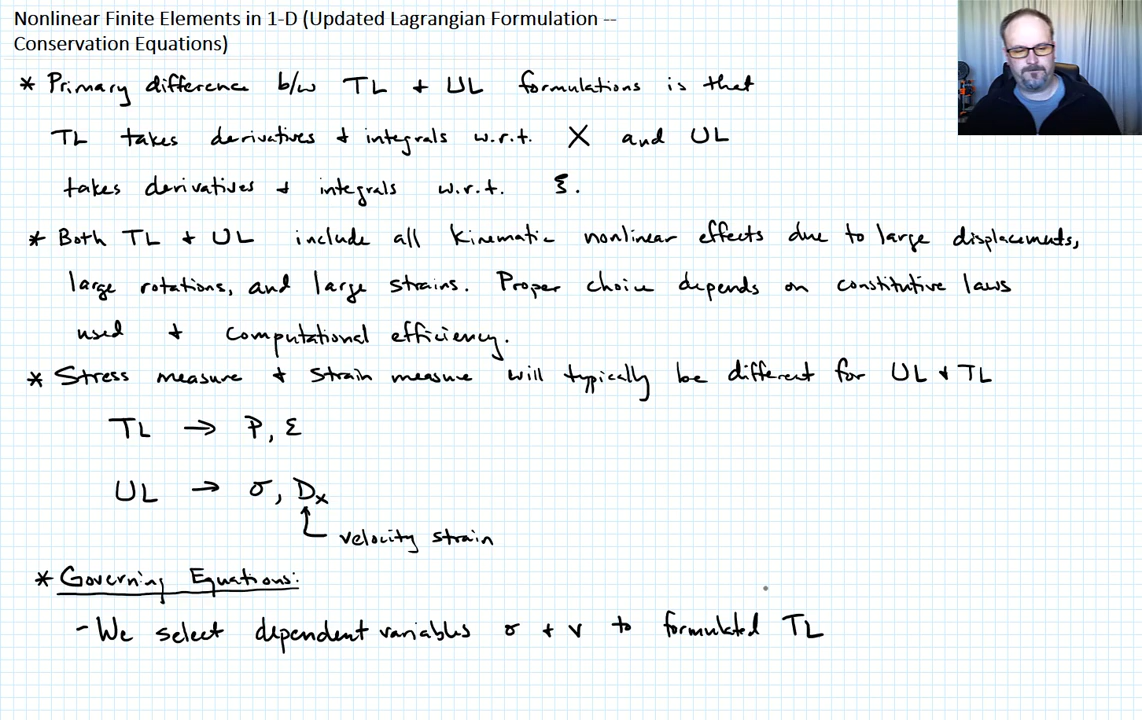 Nonlinear Finite Elements in 1-D (Updated Lagrangian Formulation --
Conservation Equations)
* Primary difference b/w TL + UL formulations is that
TL takes derivatives + integrals w.r.t. X and UL
takes derivatives + integrals w.r.t. ξ.
* Both TL + UL include all kinematic nonlinear effects due to large displacements,
large rotations, and large strains. Proper choice depends on constitutive laws
used + computational efficiency.
* Stress measure + strain measure will typically be different for UL + TL
TL → P, ε
UL → σ, Dx
velocity strain
* Governing Equations:
- We select dependent variables σ + v to formulated TL